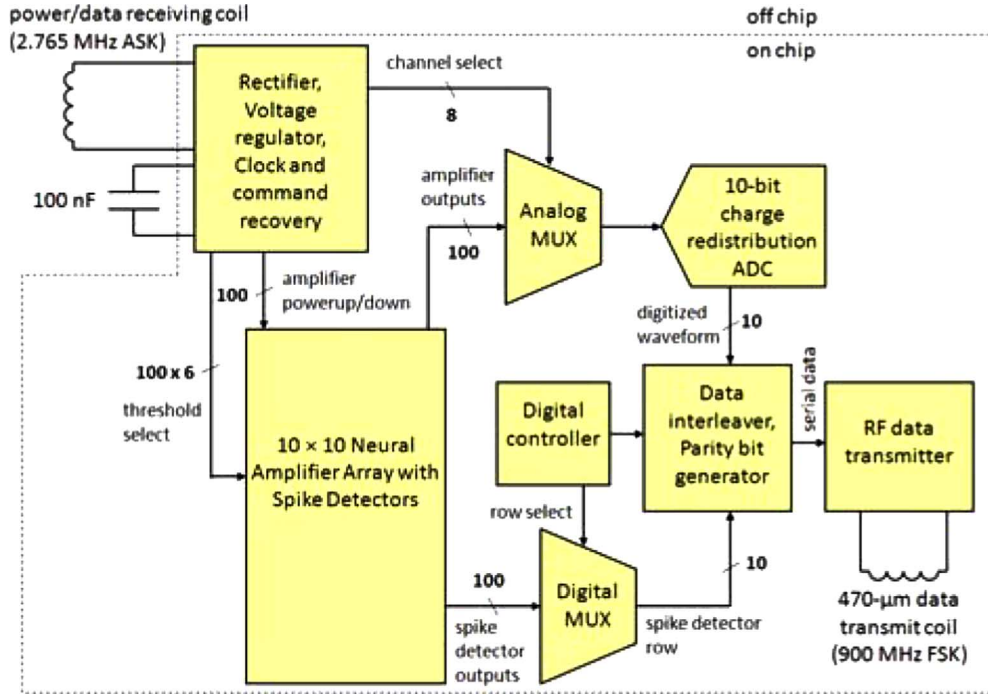 power/data receiving coil
(2.765 MHz ASK)
off chip
on chip
Rectifier,
Voltage
regulator,
Clock and
command
recovery
100 nF
channel select
8
amplifier
outputs
100
Analog
MUX
10-bit
charge
redistribution
ADC
100
amplifier
powerup/down
digitized
waveform
10
100 x 6
threshold
select
10 × 10 Neural
Amplifier Array with
Spike Detectors
Digital
controller
Data
interleaver,
Parity bit
generator
serial data
RF data
transmitter
row select
100
spike
detector
outputs
Digital
MUX
10
spike detector
row
470-μm data
transmit coil
(900 MHz FSK)